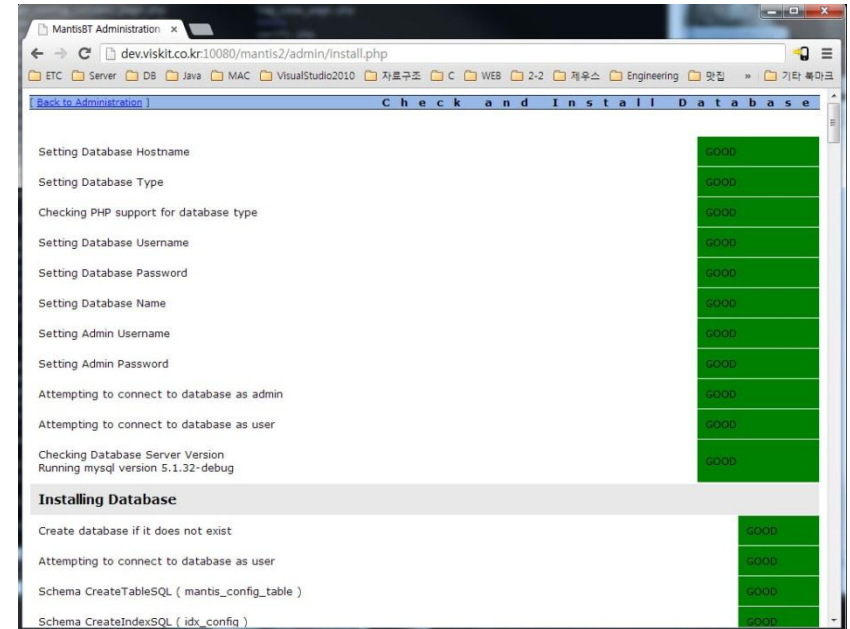 MantisBT Administration
dev.viskit.co.kr:10080/mantis2/admin/install.php
ETC Server DB Java MAC VisualStudio2010 자료구조 C WEB 2-2 제우스 Engineering 맛집 » 기타 북마크
[ Back to Administration ] Check and Install Database
Setting Database Hostname GOOD
Setting Database Type GOOD
Checking PHP support for database type GOOD
Setting Database Username GOOD
Setting Database Password GOOD
Setting Database Name GOOD
Setting Admin Username GOOD
Setting Admin Password GOOD
Attempting to connect to database as admin GOOD
Attempting to connect to database as user GOOD
Checking Database Server Version
Running mysql version 5.1.32-debug GOOD
Installing Database
Create database if it does not exist GOOD
Attempting to connect to database as user GOOD
Schema CreateTableSQL ( mantis_config_table ) GOOD
Schema CreateIndexSQL ( idx_config ) GOOD